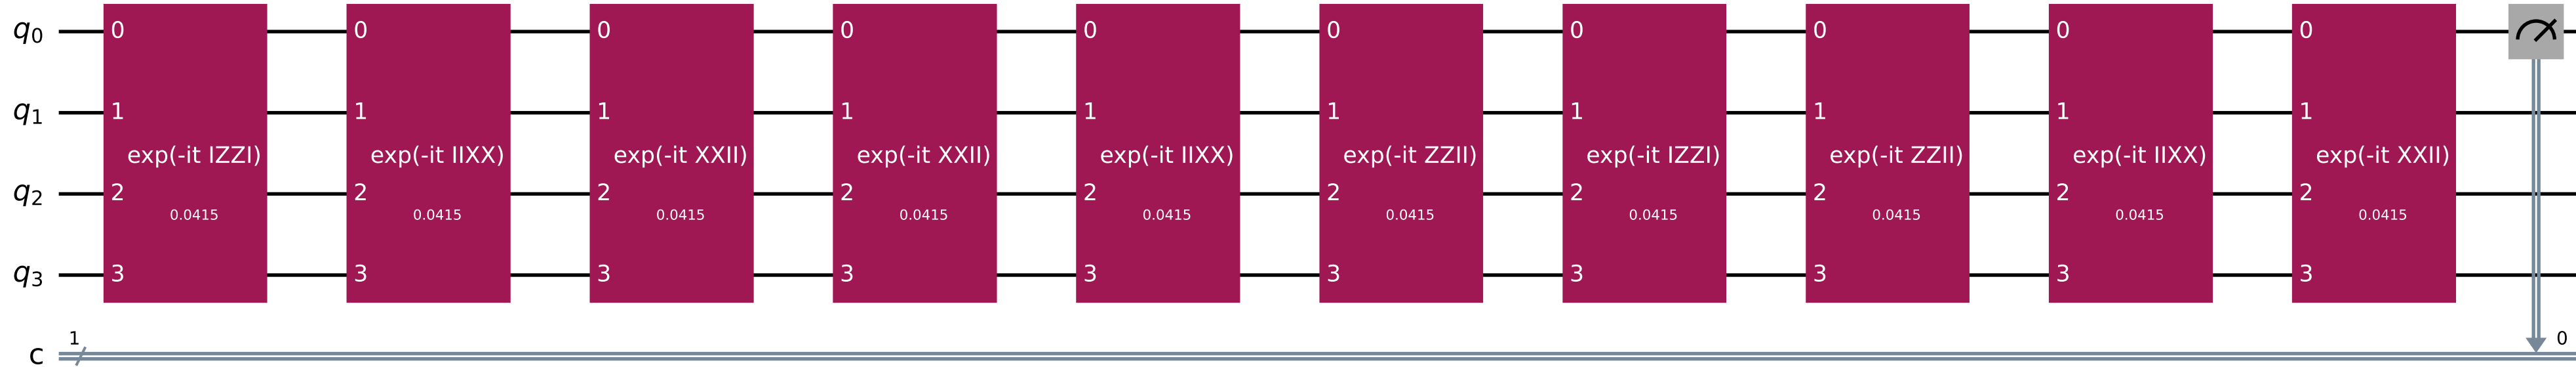 q0 0 0 0 0 0 0 0 0 0 0
q1 1 1 1 1 1 1 1 1 1 1
exp(-it IZZI) exp(-it IIXX) exp(-it XXII) exp(-it XXII) exp(-it IIXX) exp(-it ZZII) exp(-it IZZI) exp(-it ZZII) exp(-it IIXX) exp(-it XXII)
q2 2 2 2 2 2 2 2 2 2 2
0.0415 0.0415 0.0415 0.0415 0.0415 0.0415 0.0415 0.0415 0.0415 0.0415
q3 3 3 3 3 3 3 3 3 3 3
1 0
c